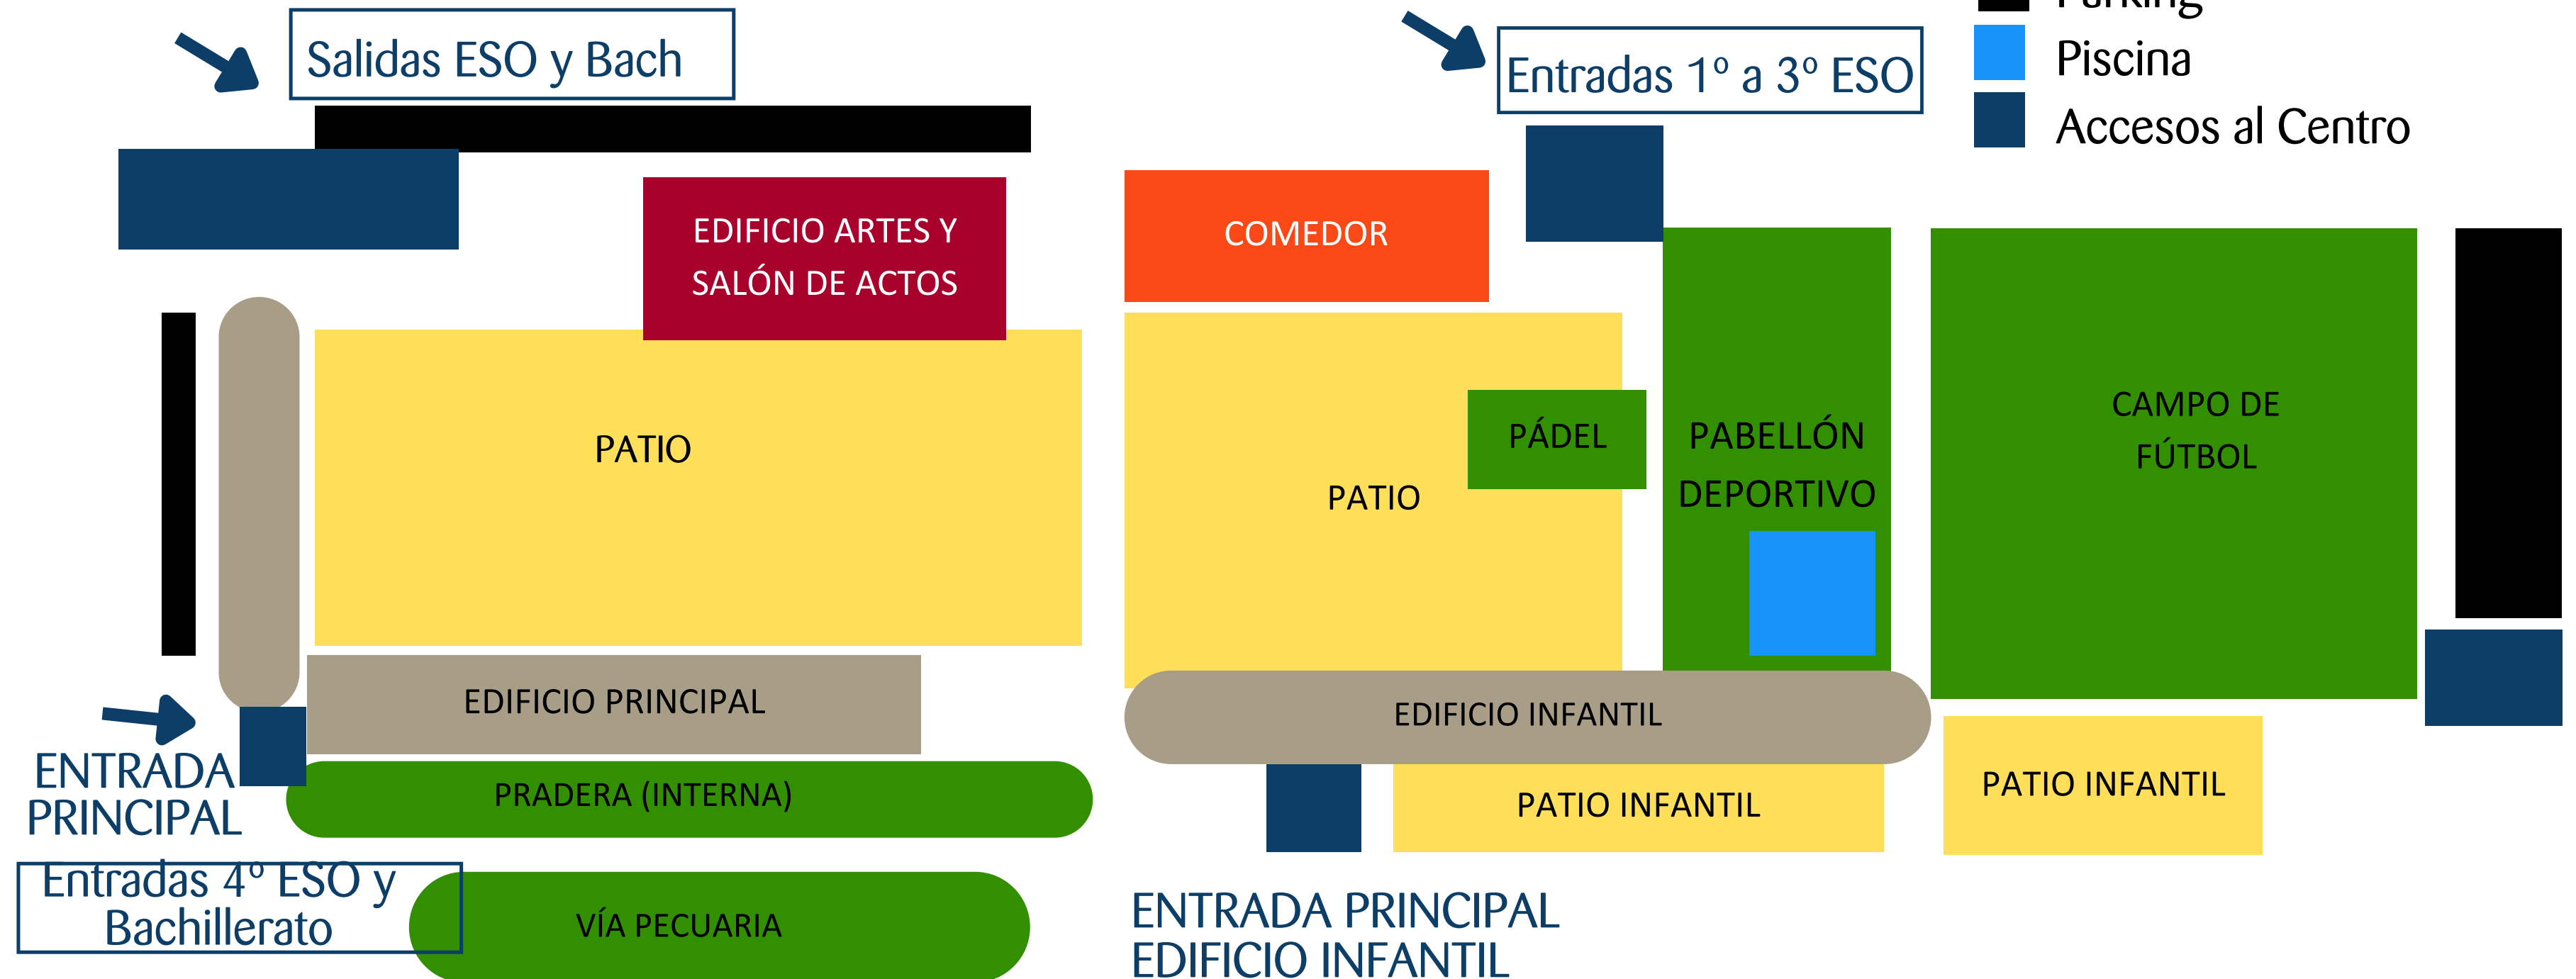 Parking
Salidas ESO y Bach
Entradas 1º a 3º ESO
Piscina
Accesos al Centro
EDIFICIO ARTES Y
SALÓN DE ACTOS
COMEDOR
PATIO
PATIO
PÁDEL
PABELLÓN
DEPORTIVO
CAMPO DE
FÚTBOL
EDIFICIO PRINCIPAL
EDIFICIO INFANTIL
ENTRADA
PRINCIPAL
PRADERA (INTERNA)
PATIO INFANTIL
PATIO INFANTIL
Entradas 4º ESO y
Bachillerato
VÍA PECUARIA
ENTRADA PRINCIPAL
EDIFICIO INFANTIL